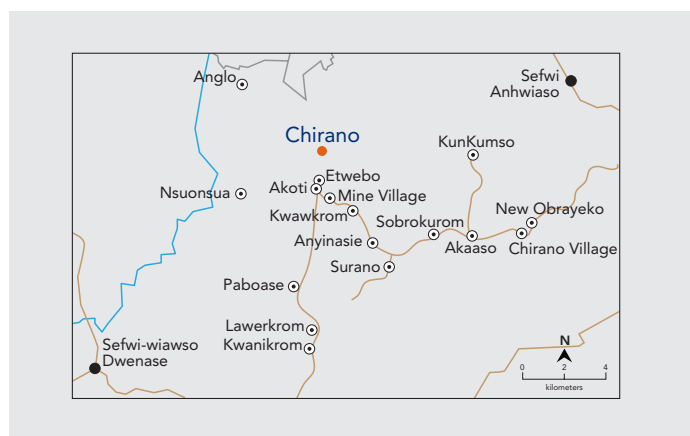 Anglo
Sefwi
Anhwiaso
Chirano
KunKumso
Etwebo
Akoti
Mine Village
Nsuonsua
Kwawkrom
New Obrayeko
Sobrokurom
Anyinasie
Akaaso
Chirano Village
Surano
Paboase
Lawerkrom
Kwanikrom
Sefwi-wiawso
Dwenase
N
0 2 4
kilometers